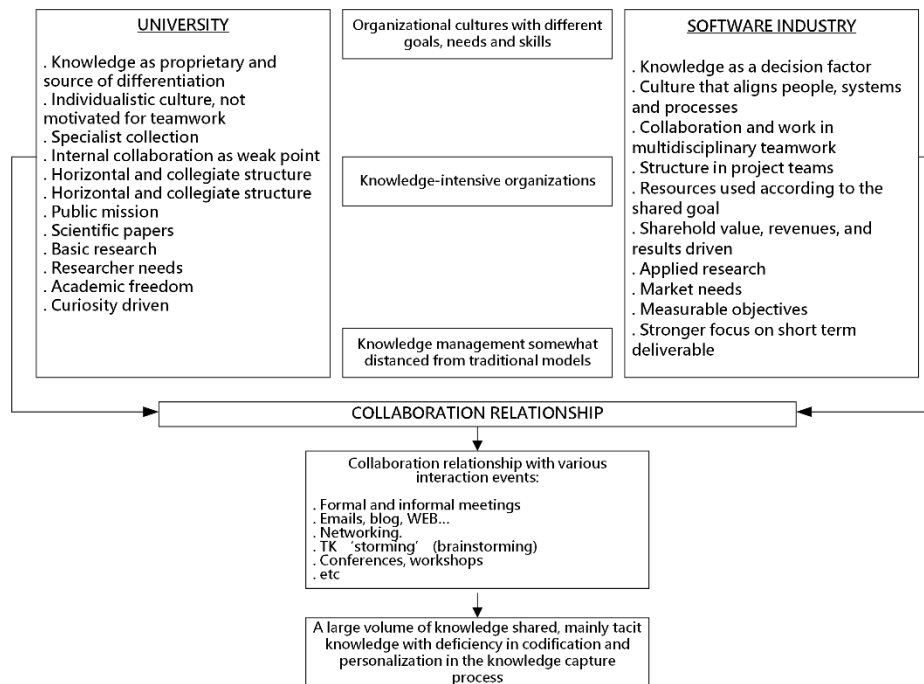 UNIVERSITY
. Knowledge as proprietary and
source of differentiation
. Individualistic culture, not
motivated for teamwork
. Specialist collection
. Internal collaboration as weak point
. Horizontal and collegiate structure
. Horizontal and collegiate structure
. Public mission
. Scientific papers
. Basic research
. Researcher needs
. Academic freedom
. Curiosity driven
Organizational cultures with different
goals, needs and skills
Knowledge-intensive organizations
Knowledge management somewhat
distanced from traditional models
SOFTWARE INDUSTRY
. Knowledge as a decision factor
. Culture that aligns people, systems
and processes
. Collaboration and work in
multidisciplinary teamwork
. Structure in project teams
. Resources used according to the
shared goal
. Sharehold value, revenues, and
results driven
. Applied research
. Market needs
. Measurable objectives
. Stronger focus on short term
deliverable
COLLABORATION RELATIONSHIP
Collaboration relationship with various
interaction events:
. Formal and informal meetings
. Emails, blog, WEB...
. Networking.
. TK ‘storming’ (brainstorming)
. Conferences, workshops
. etc
A large volume of knowledge shared, mainly tacit
knowledge with deficiency in codification and
personalization in the knowledge capture
process